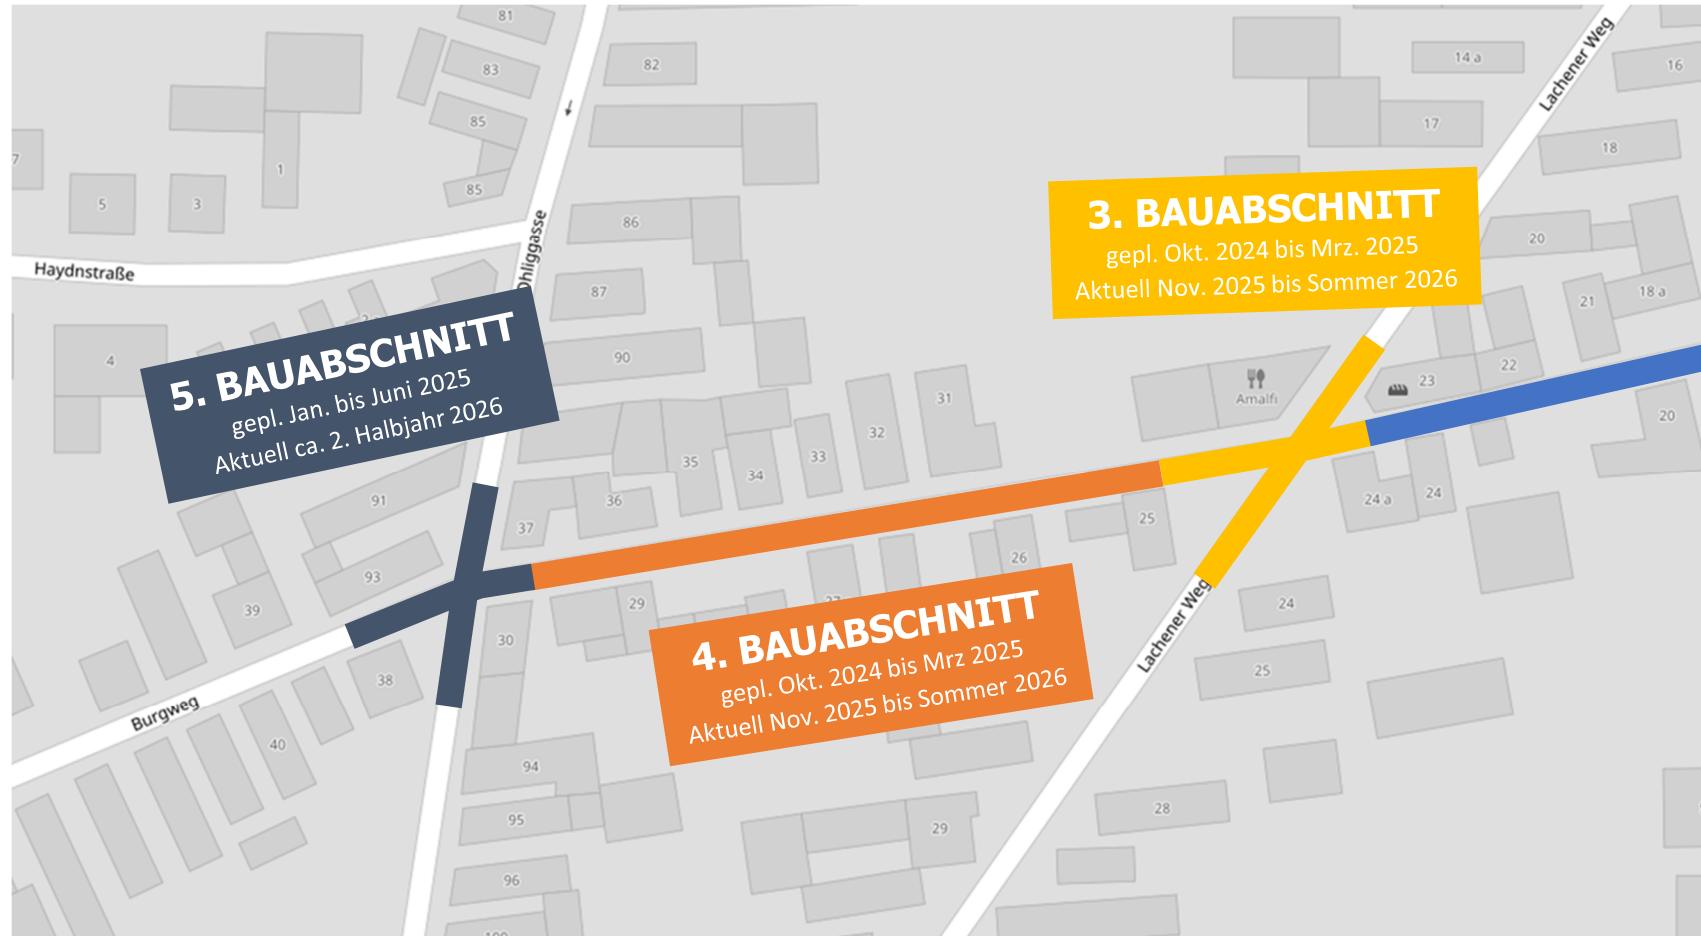 81
83
85
85
82
86
87
90
1
3
5
7
4
Haydnstraße
Ohliggasse
5. BAUABSCHNITT
gepl. Jan. bis Juni 2025
Aktuell ca. 2. Halbjahr 2026
3. BAUABSCHNITT
gepl. Okt. 2024 bis Mrz. 2025
Aktuell Nov. 2025 bis Sommer 2026
Lachener Weg
14 a
16
17
18
20
21
18 a
22
23
20
Amalfi
31
32
33
34
35
36
37
91
93
39
38
40
Burgweg
29
30
25
26
24 a
24
4. BAUABSCHNITT
gepl. Okt. 2024 bis Mrz 2025
Aktuell Nov. 2025 bis Sommer 2026
Lachener Weg
24
25
28
29
94
95
96